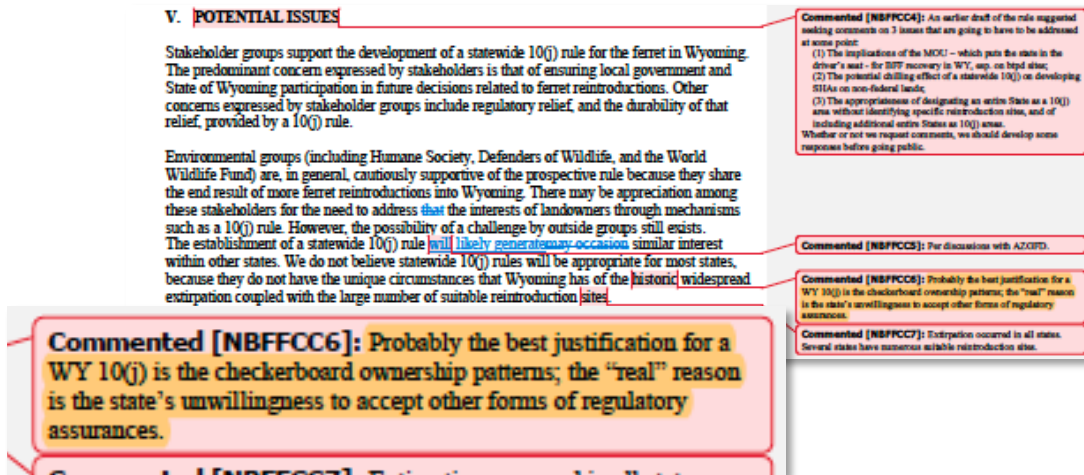 V. POTENTIAL ISSUES
Stakeholder groups support the development of a statewide 10(j) rule for the ferret in Wyoming.
The predominant concern expressed by stakeholders is that of ensuring local government and
State of Wyoming participation in future decisions related to ferret reintroductions. Other
concerns expressed by stakeholder groups include regulatory relief, and the durability of that
relief, provided by a 10(j) rule.
Environmental groups (including Humane Society, Defenders of Wildlife, and the World
Wildlife Fund) are, in general, cautiously supportive of the prospective rule because they share
the end result of more ferret reintroductions into Wyoming. There may be appreciation among
these stakeholders for the need to address that the interests of landowners through mechanisms
such as a 10(j) rule. However, the possibility of a challenge by outside groups still exists.
The establishment of a statewide 10(j) rule will likely generatemay occasion similar interest
within other states. We do not believe statewide 10(j) rules will be appropriate for most states,
because they do not have the unique circumstances that Wyoming has of the historic widespread
extirpation coupled with the large number of suitable reintroduction sites.
Commented [NBFFCC4]: An earlier draft of the rule suggested
seeking comments on 3 issues that are going to have to be addressed
at some point:
(1) The implications of the MOU – which puts the state in the
driver's seat - for BFF recovery in WY, esp. on btpd sites;
(2) The potential chilling effect of a statewide 10(j) on developing
SHAs on non-federal lands;
(3) The appropriateness of designating an entire State as a 10(j)
area without identifying specific reintroduction sites, and of
including additional entire States as 10(j) areas.
Whether or not we request comments, we should develop some
responses before going public.
Commented [NBFFCC5]: Per discussions with AZGFD.
Commented [NBFFCC6]: Probably the best justification for a
WY 10(j) is the checkerboard ownership patterns; the "real" reason
is the state's unwillingness to accept other forms of regulatory
assurances.
Commented [NBFFCC7]: Extirpation occurred in all states.
Several states have numerous suitable reintroduction sites.
Commented [NBFFCC6]: Probably the best justification for a
WY 10(j) is the checkerboard ownership patterns; the “real” reason
is the state’s unwillingness to accept other forms of regulatory
assurances.